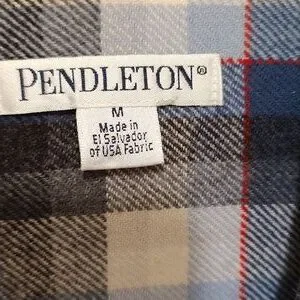 PENDLETON®
M
Made in
El Salvador
of USA Fabric